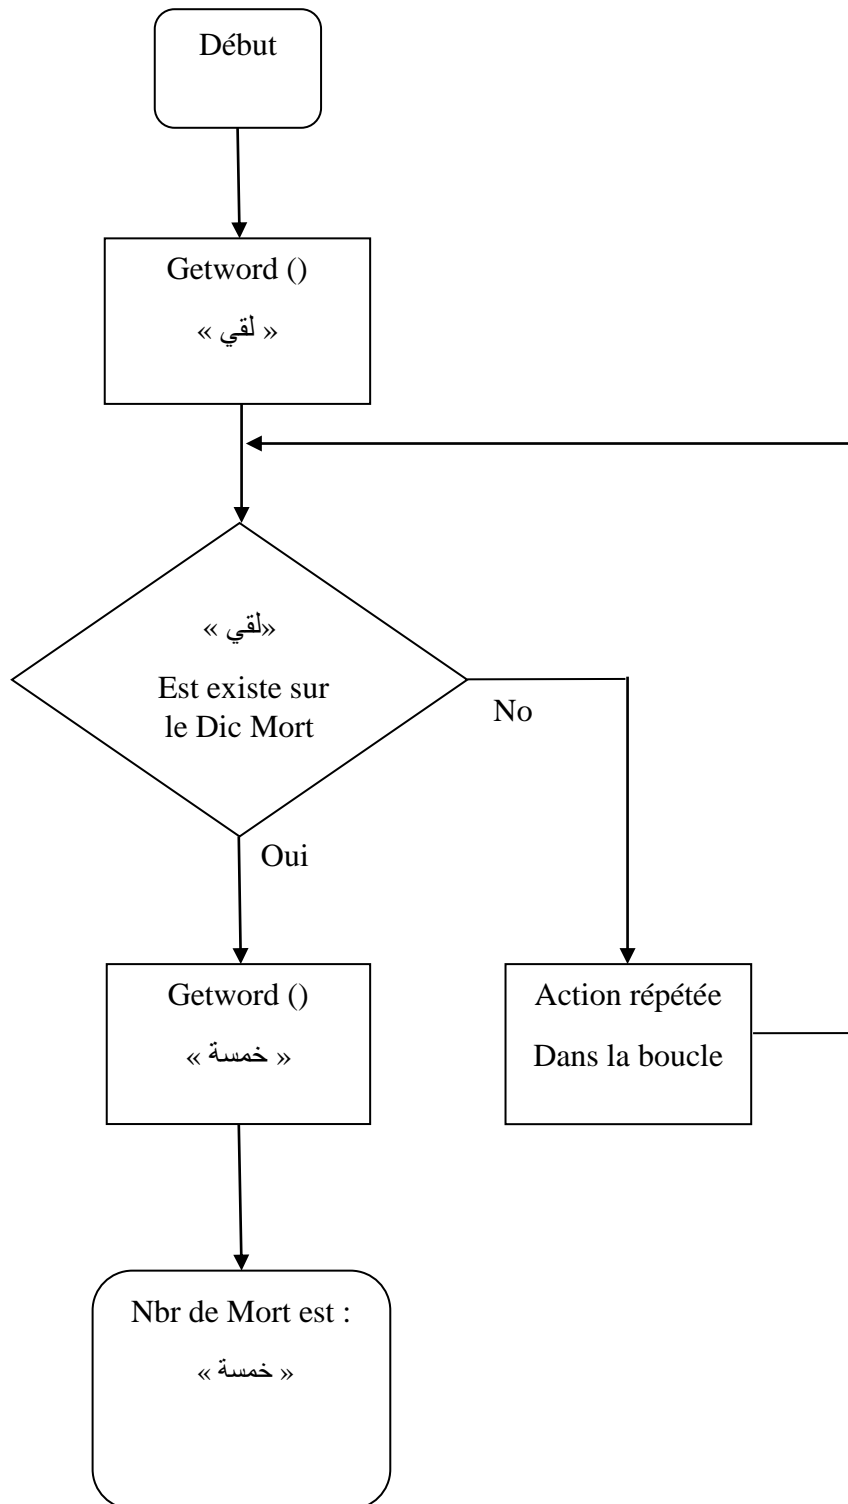 Début
Getword ()
« لقي »
«لقي »
Est existe sur
le Dic Mort
No
Oui
Getword ()
« خمسة »
Action répétée
Dans la boucle
Nbr de Mort est :
« خمسة »